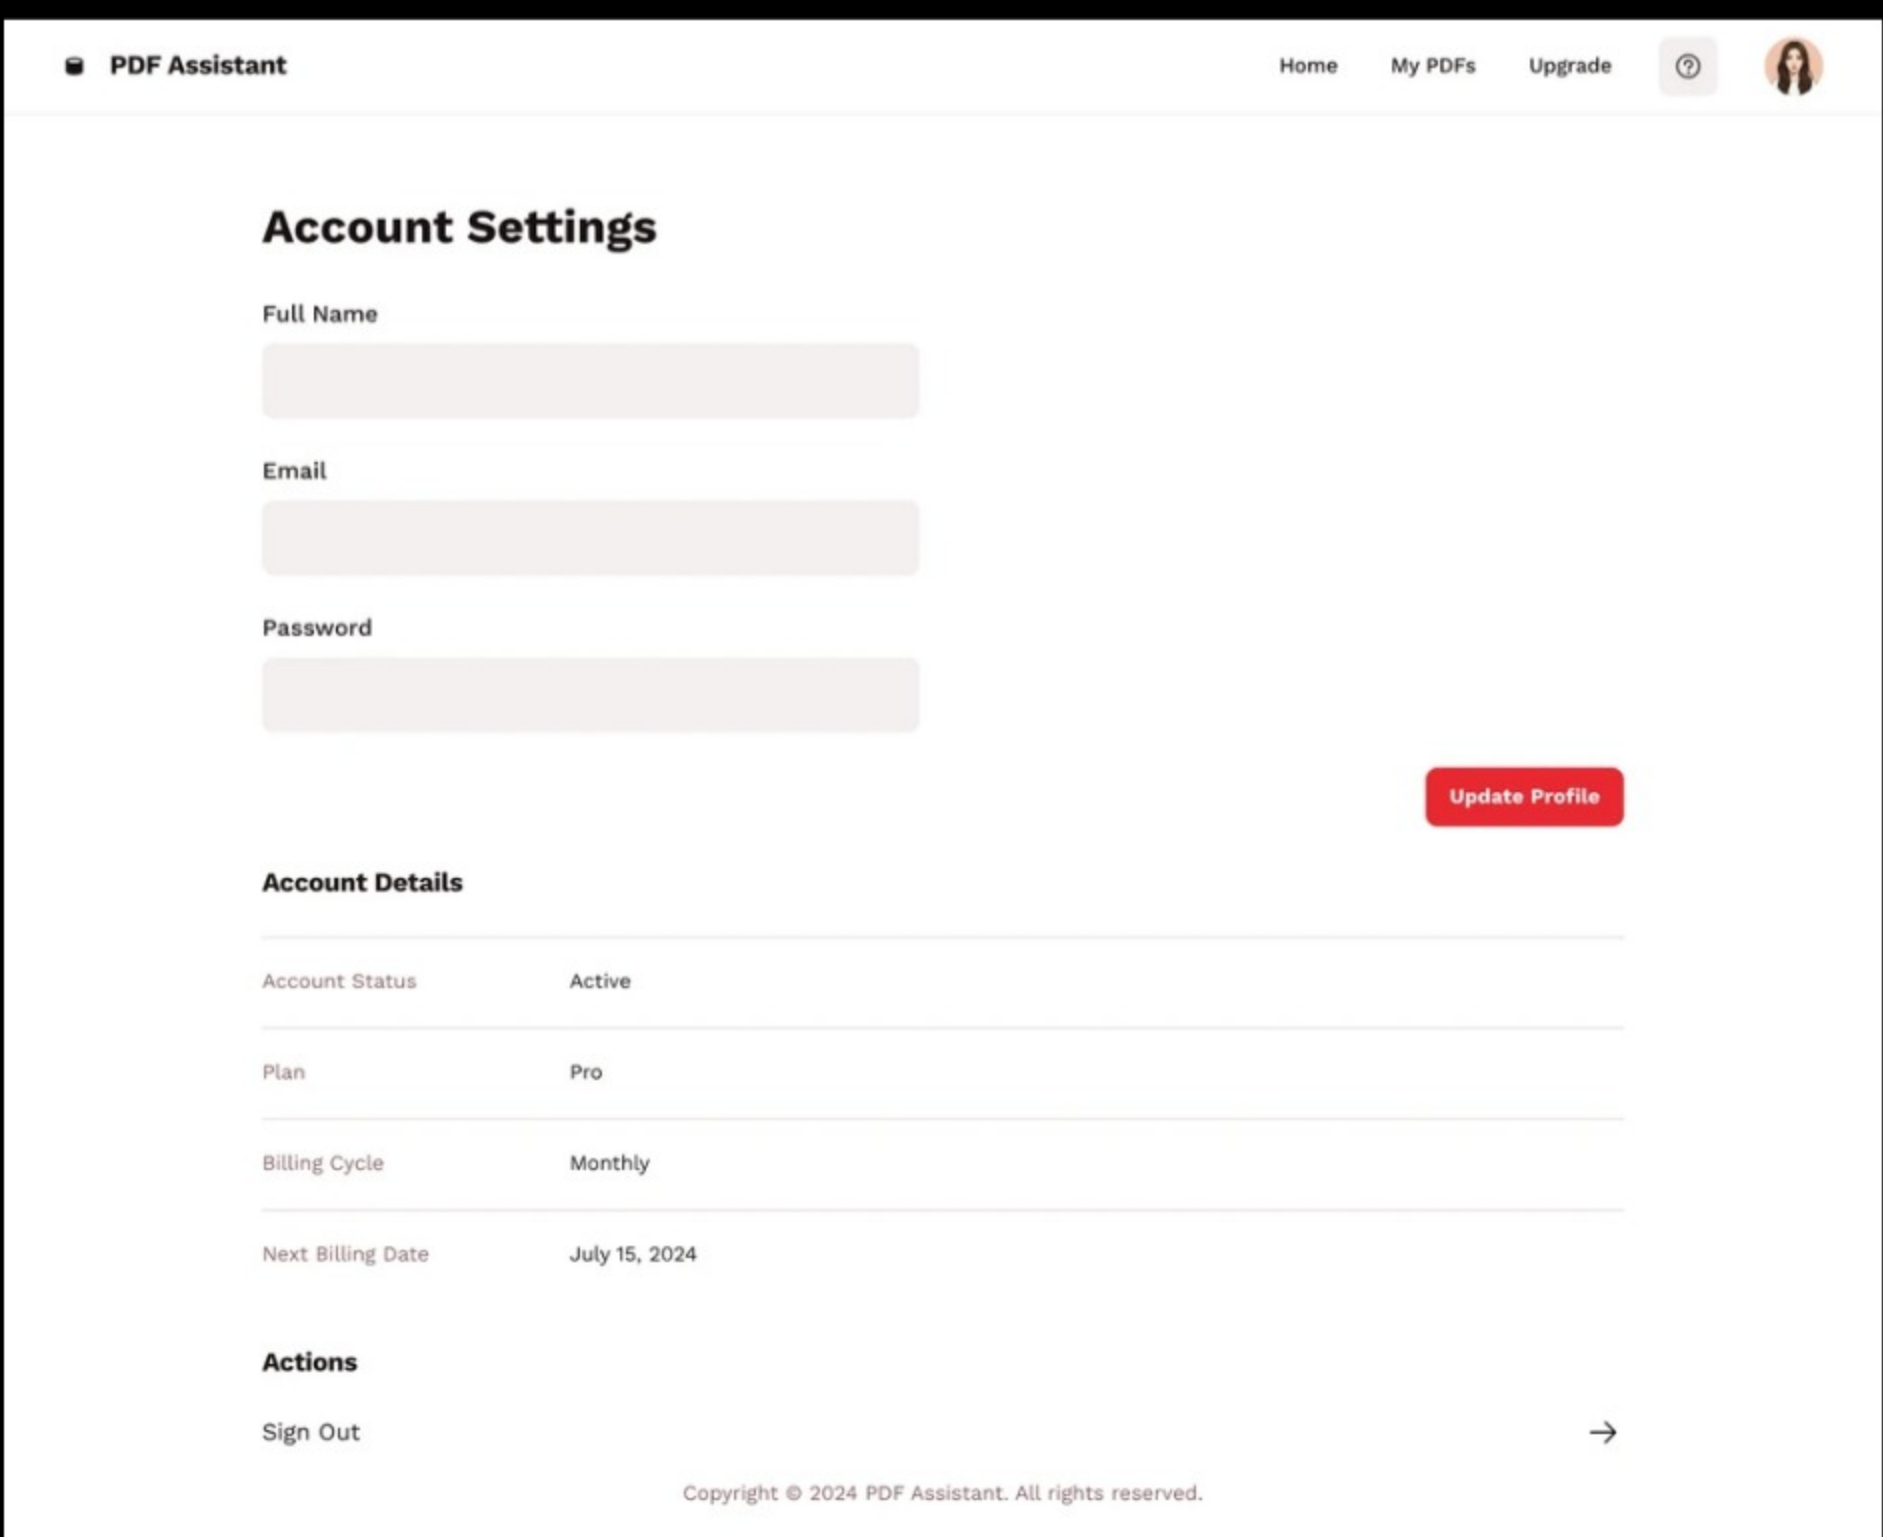 PDF Assistant
Home
My PDFs
Upgrade
Account Settings
Full Name
Email
Password
Update Profile
Account Details
Account Status
Active
Plan
Pro
Billing Cycle
Monthly
Next Billing Date
July 15, 2024
Actions
Sign Out
Copyright © 2024 PDF Assistant. All rights reserved.